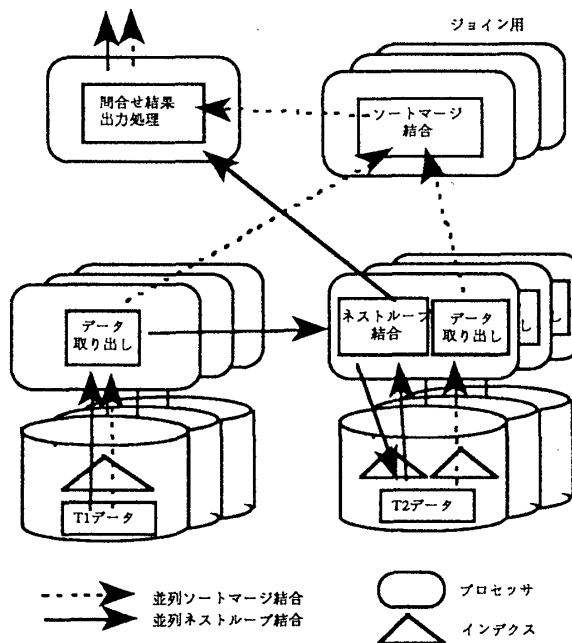 ジョイン用
問合せ結果
出力処理
ソートマージ
結合
データ
取り出し
ネストループ
結合
データ
取り出し
し
T1データ
T2データ
並列ソートマージ結合
並列ネストループ結合
プロセッサ
インデクス